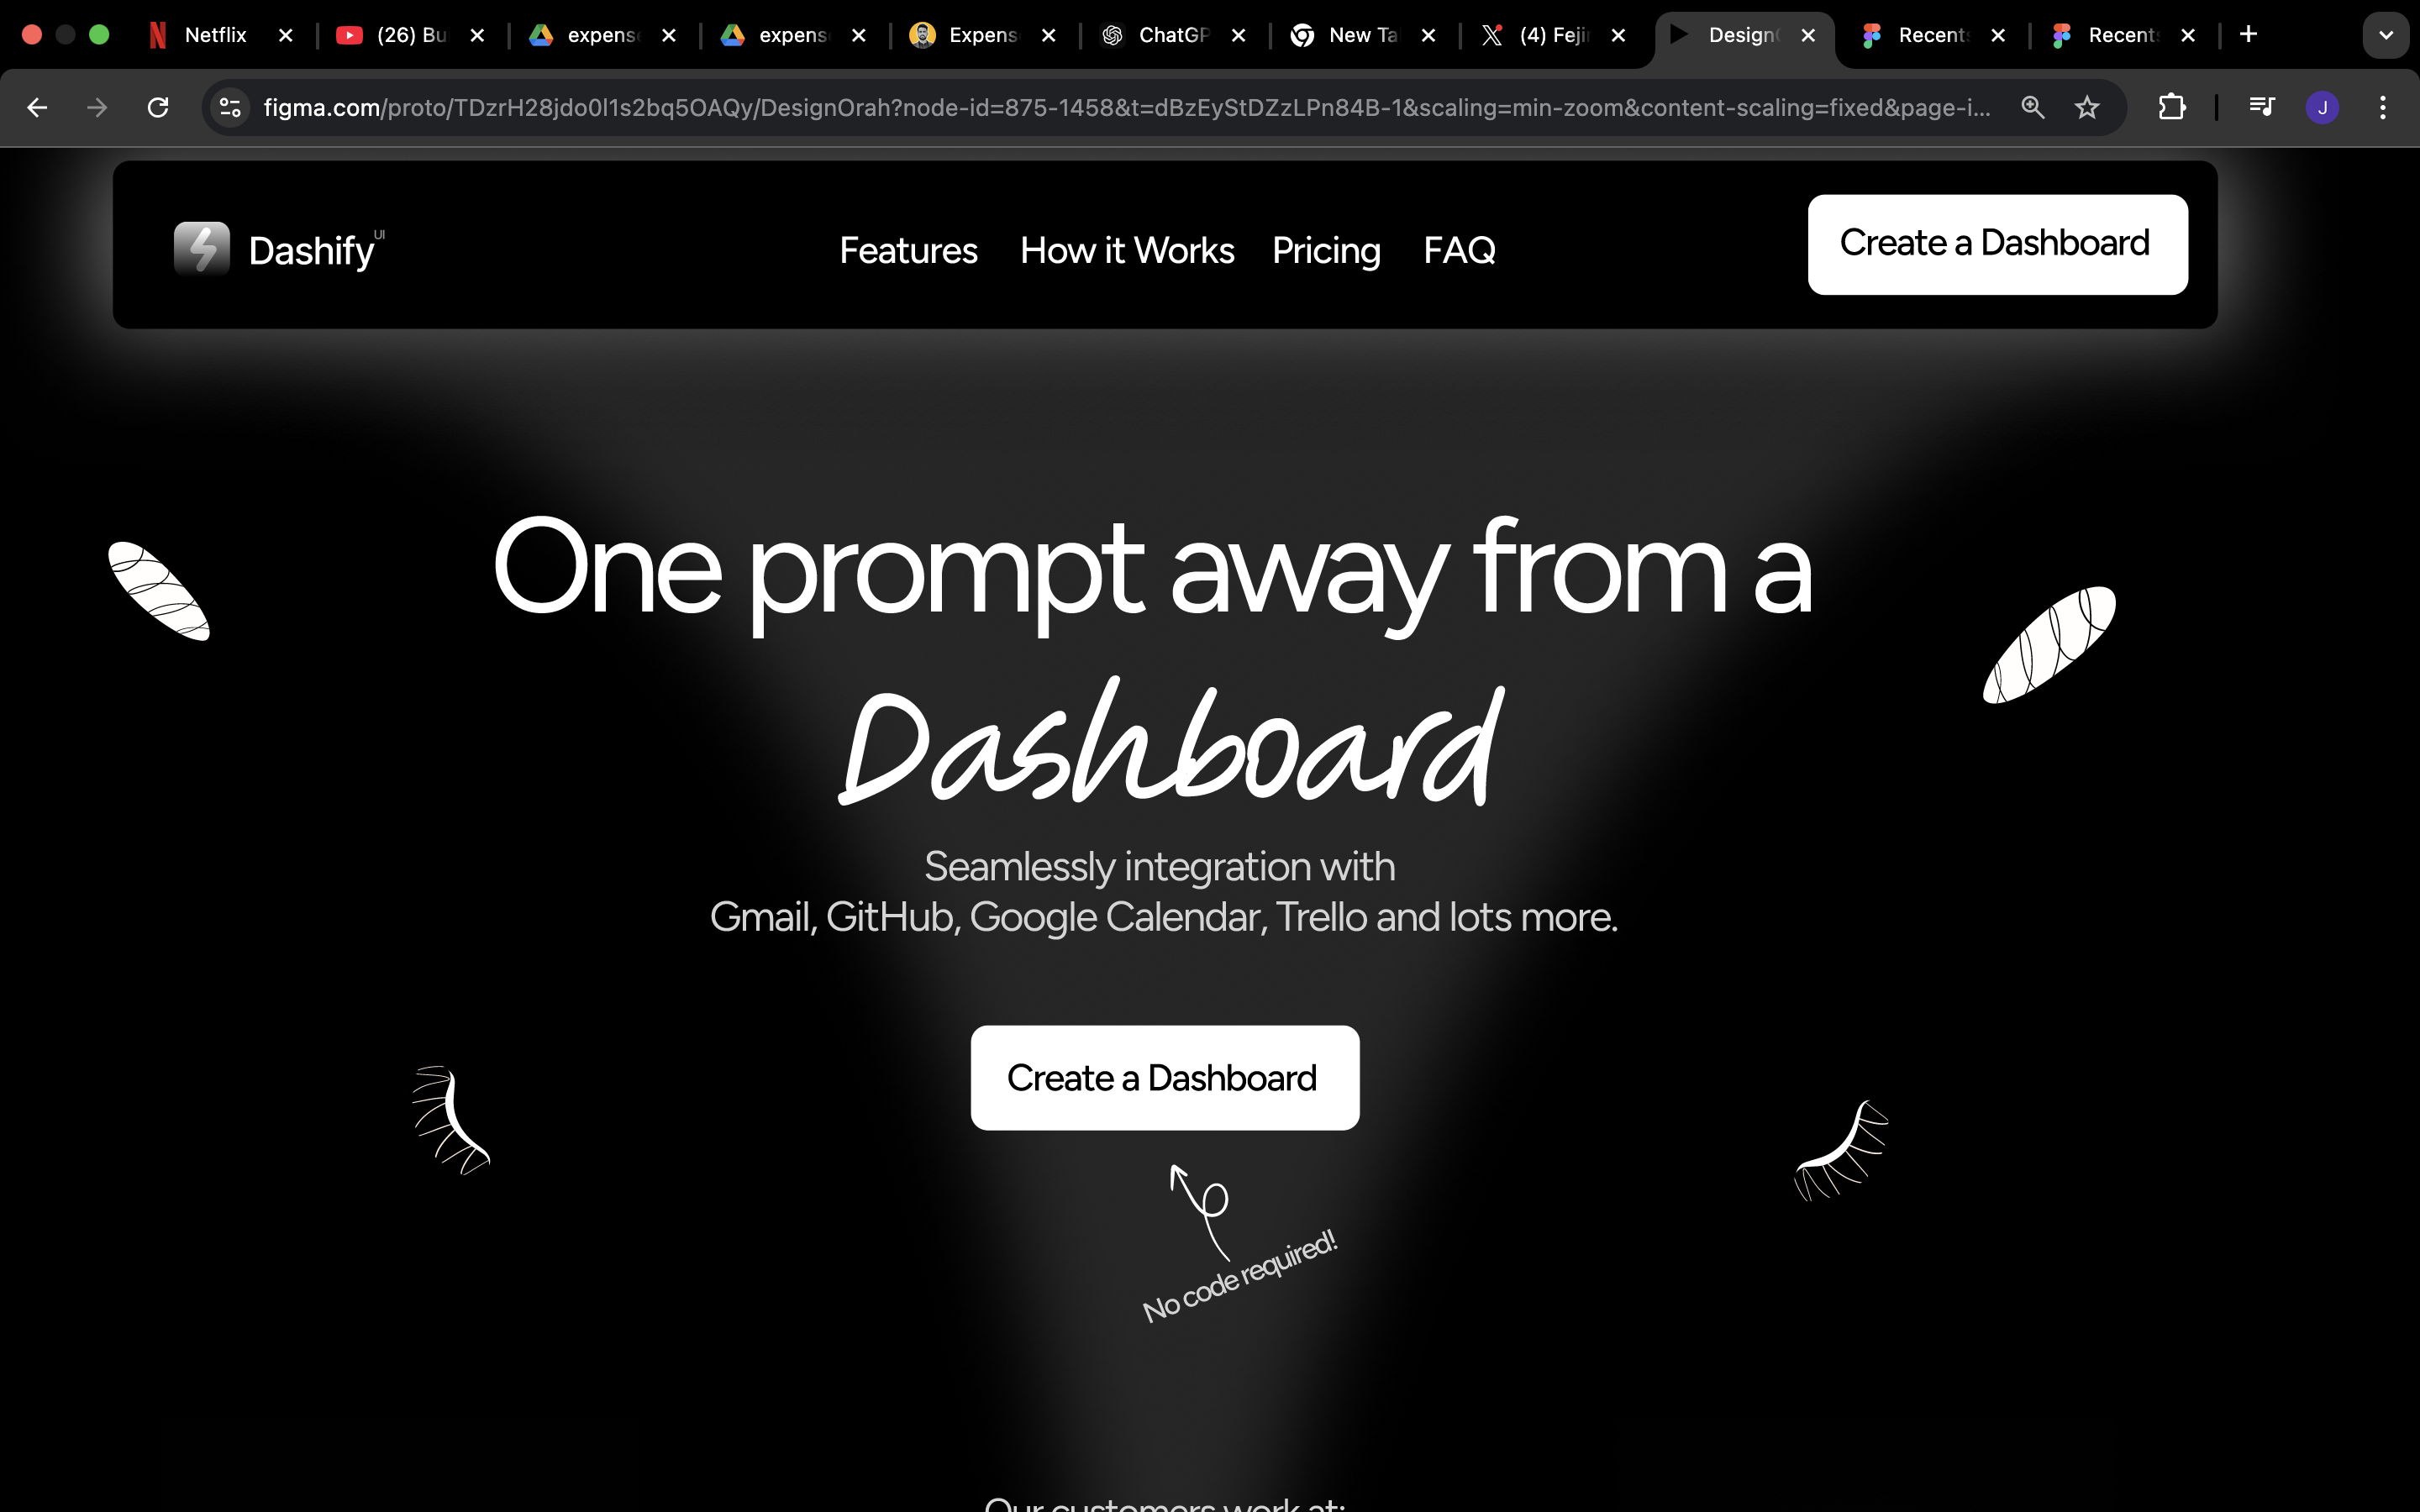 Netflix
(26) Bu
expens
expens
Expens
ChatGP
New Ta
(4) Feji
Design
Recents
Recents
figma.com/proto/TDzrH28jdo0l1s2bq5OAQy/DesignOrah?node-id=875-1458&t=dBzEyStDZzLPn84B-1&scaling=min-zoom&content-scaling=fixed&page-i...
J
Dashify UI
Features
How it Works
Pricing
FAQ
Create a Dashboard
One prompt away from a
Dashboard
Seamlessly integration with
Gmail, GitHub, Google Calendar, Trello and lots more.
Create a Dashboard
No code required!
Our customers work at: